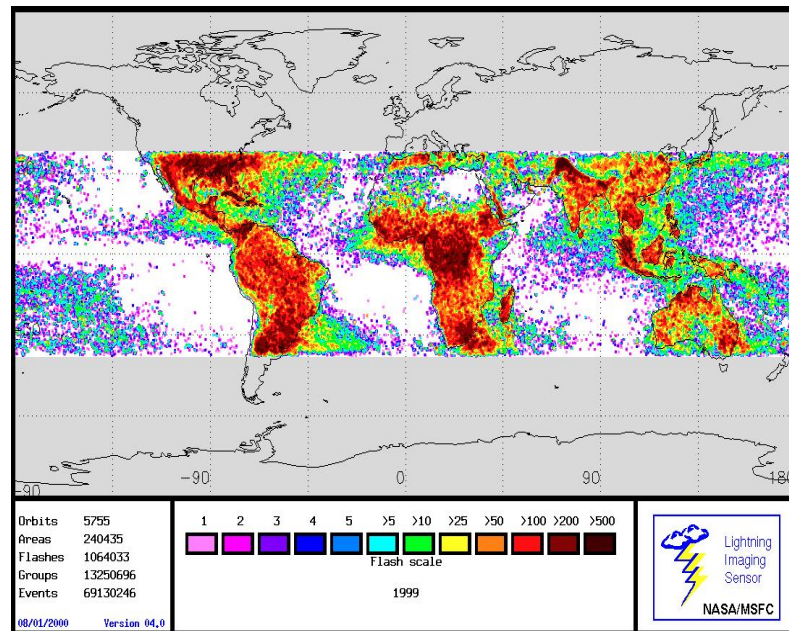 -90 0 90 180
-90
Orbits 5755
Areas 240435
Flashes 1064033
Groups 13250696
Events 69130246
08/01/2000 Version 04.0
1 2 3 4 5 >5 >10 >25 >50 >100 >200 >500
Flash scale
1999
Lightning
Imaging
Sensor
NASA/MSFC